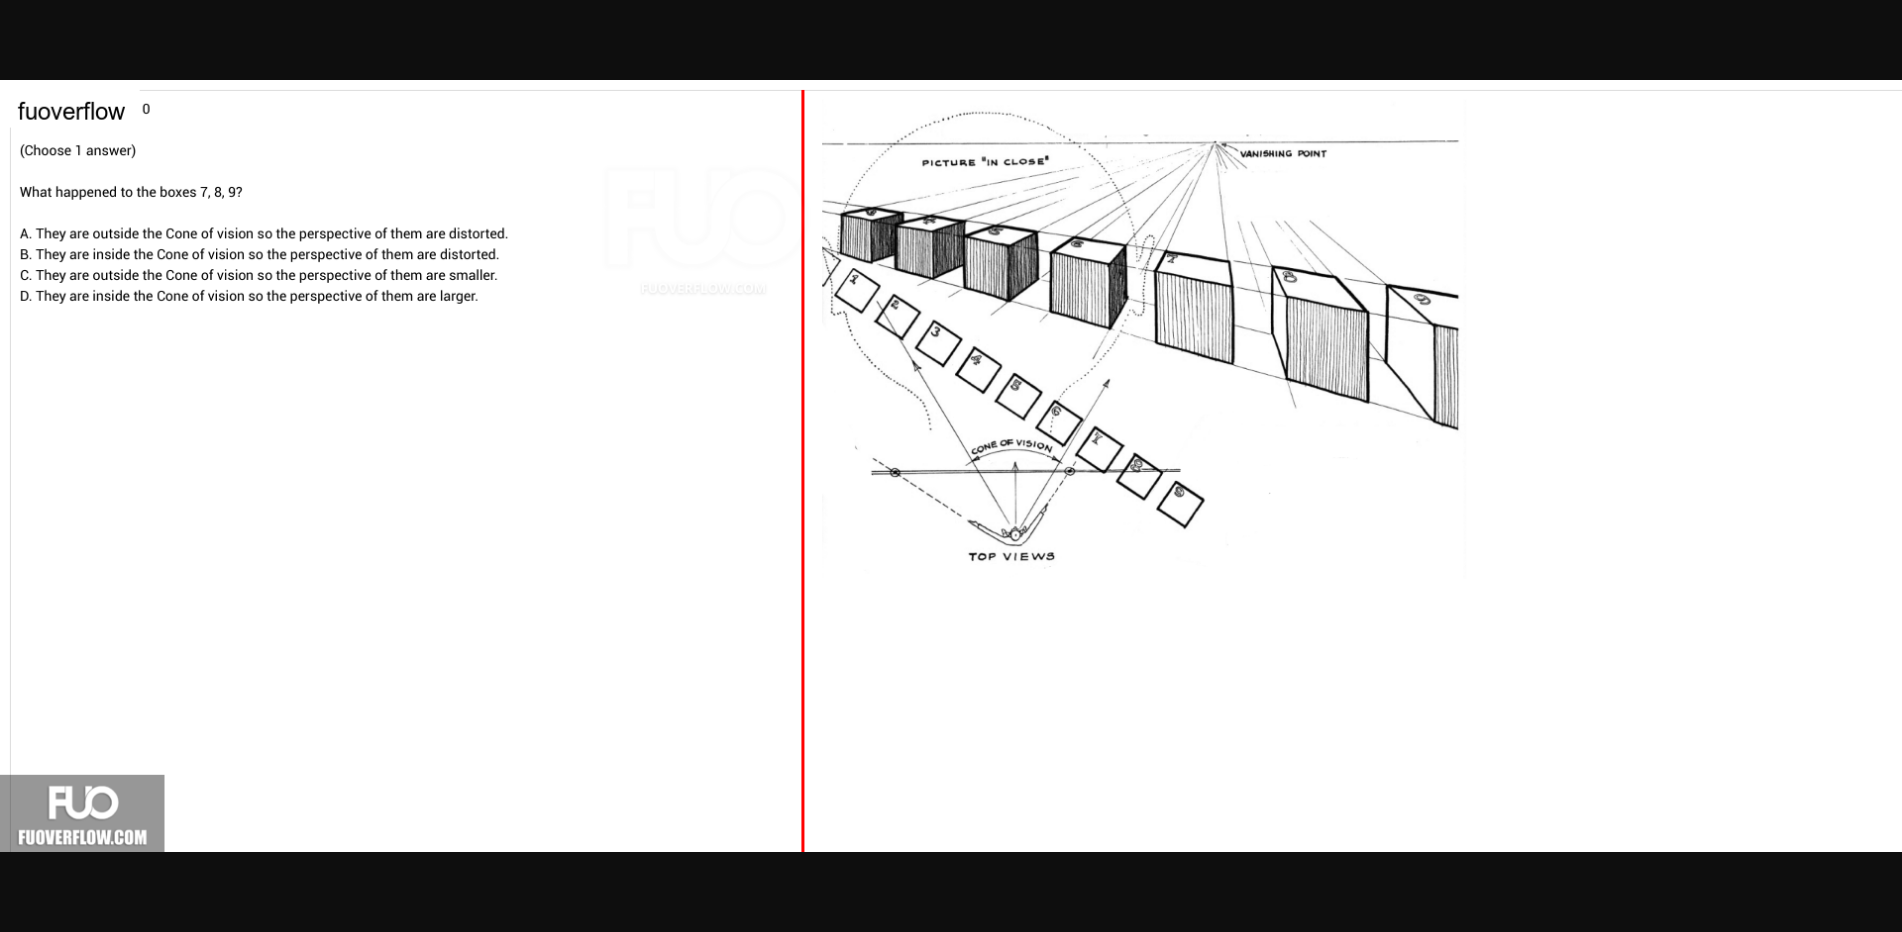 fuoverflow 0
(Choose 1 answer)
What happened to the boxes 7, 8, 9?
A. They are outside the Cone of vision so the perspective of them are distorted.
B. They are inside the Cone of vision so the perspective of them are distorted.
C. They are outside the Cone of vision so the perspective of them are smaller.
D. They are inside the Cone of vision so the perspective of them are larger.
FUO
FUOVERFLOW.COM
FUO
FUOVERFLOW.COM
PICTURE "IN CLOSE"
VANISHING POINT
3
4
5
6
7
8
9
1
2
3
4
5
6
7
8
9
CONE OF VISION
TOP VIEWS